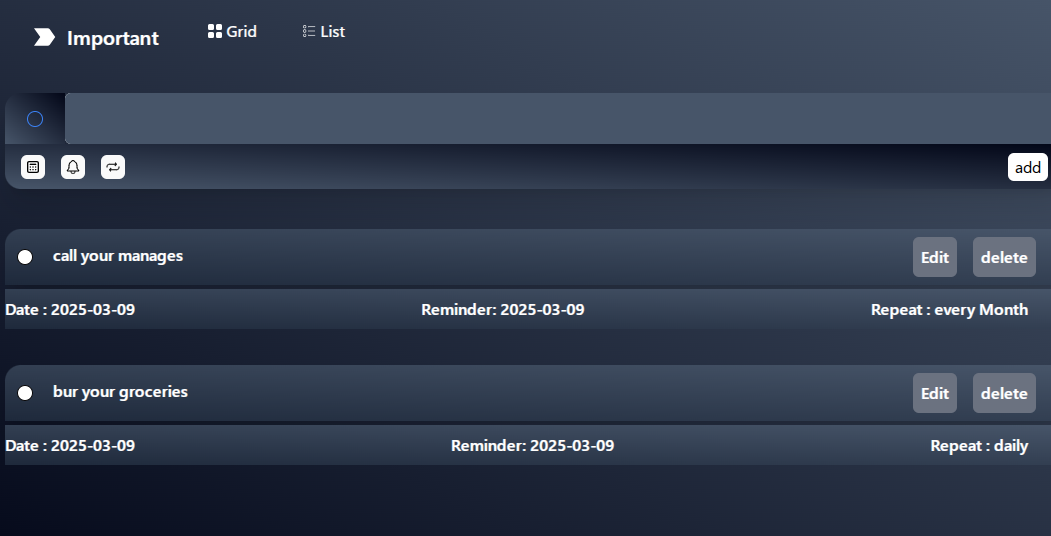 Important Grid List
add
call your manages Edit delete
Date : 2025-03-09 Reminder: 2025-03-09 Repeat : every Month
bur your groceries Edit delete
Date : 2025-03-09 Reminder: 2025-03-09 Repeat : daily